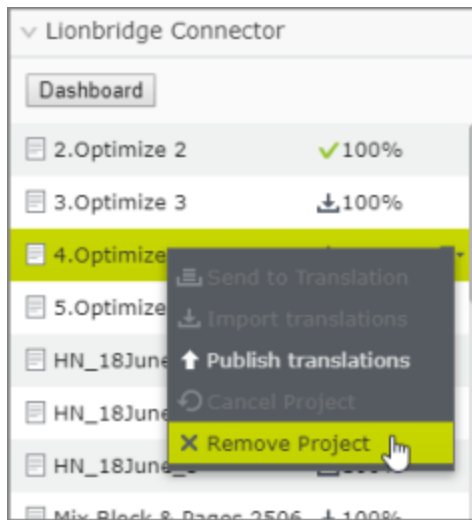 Lionbridge Connector
Dashboard
2.Optimize 2 100%
3.Optimize 3 100%
4.Optimize
Send to Translation
5.Optimize
Import translations
HN_18June
Publish translations
HN_18June
Cancel Project
Remove Project
HN_18June
Mix Block & Pages 2506 100%